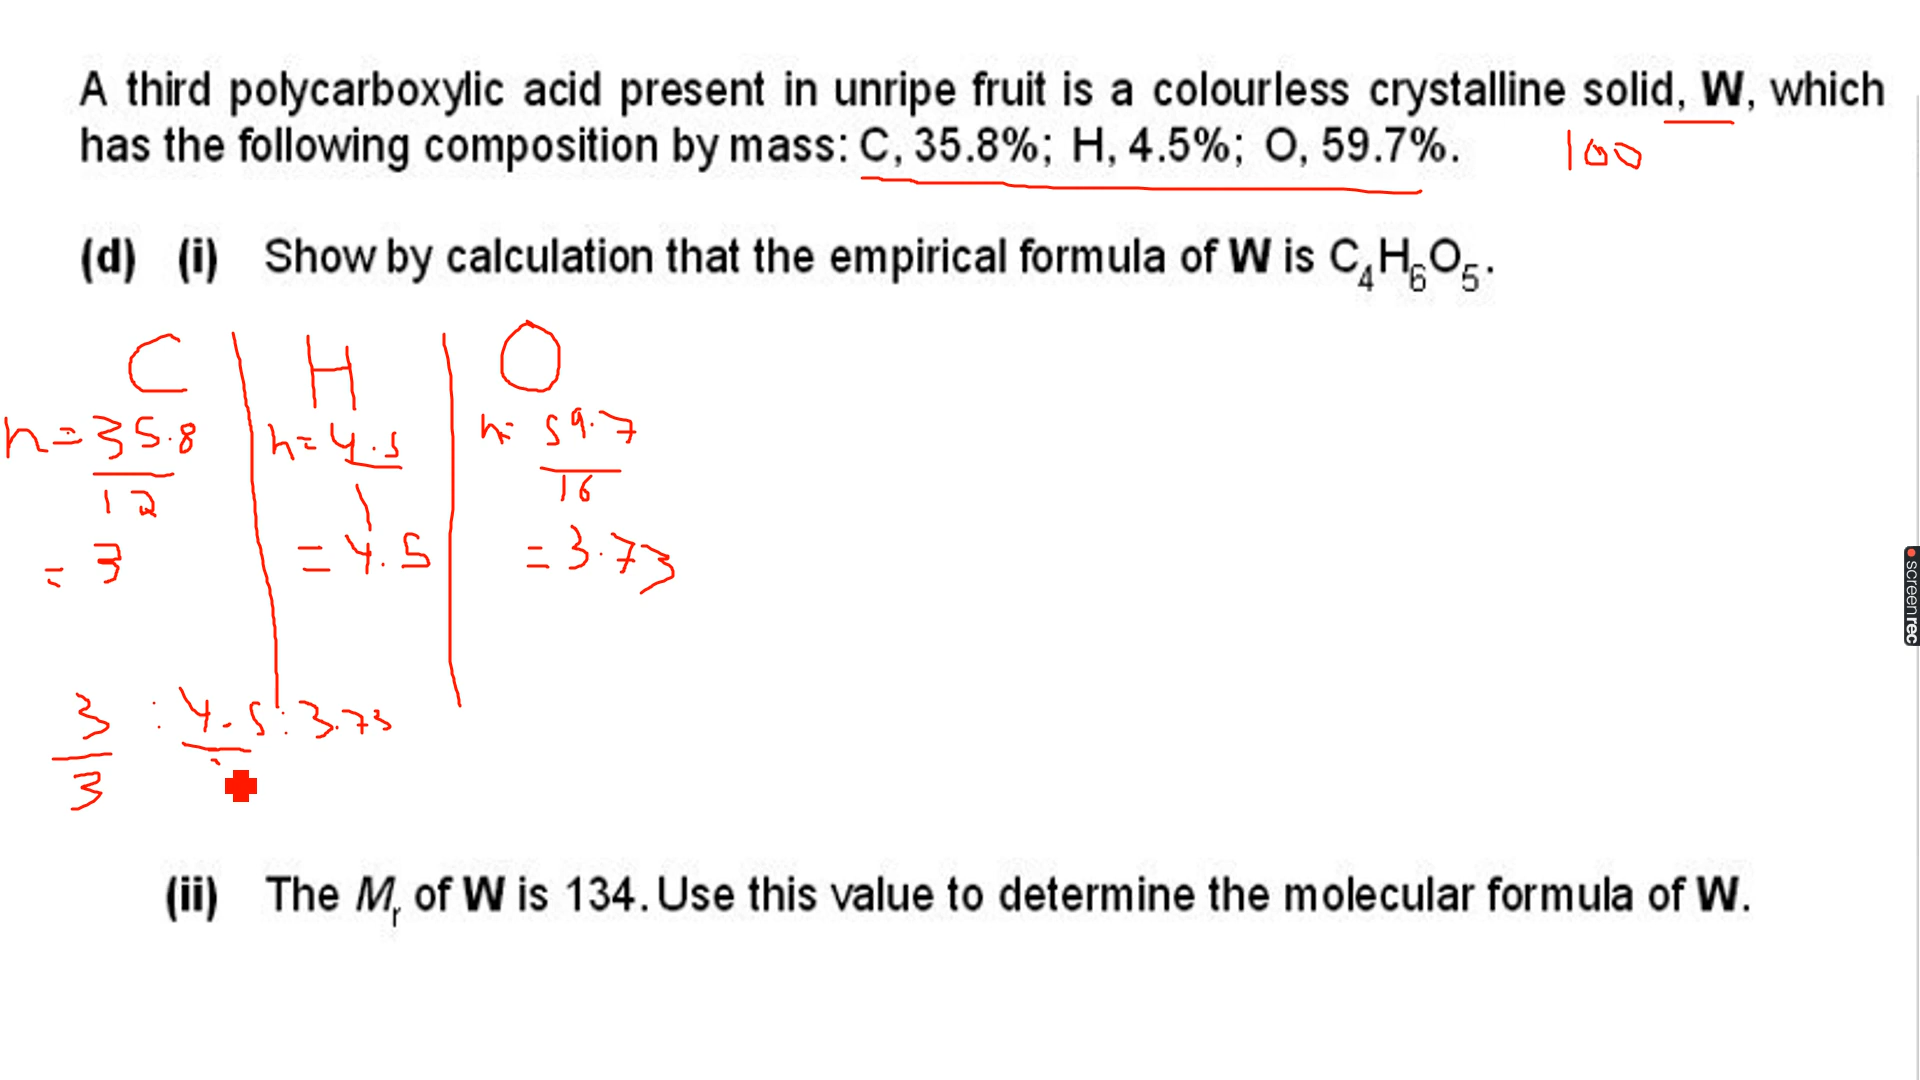 A third polycarboxylic acid present in unripe fruit is a colourless crystalline solid, W, which
has the following composition by mass: C, 35.8%; H, 4.5%; O, 59.7%.
100
(d) (i) Show by calculation that the empirical formula of W is C4H6O5.
C H O
n=35.8 n=4.5 n= 59.7
12 1 16
= 3 = 4.5 = 3.73
3 : 4.5 : 3.73
3
(ii) The Mr of W is 134. Use this value to determine the molecular formula of W.
screenrec